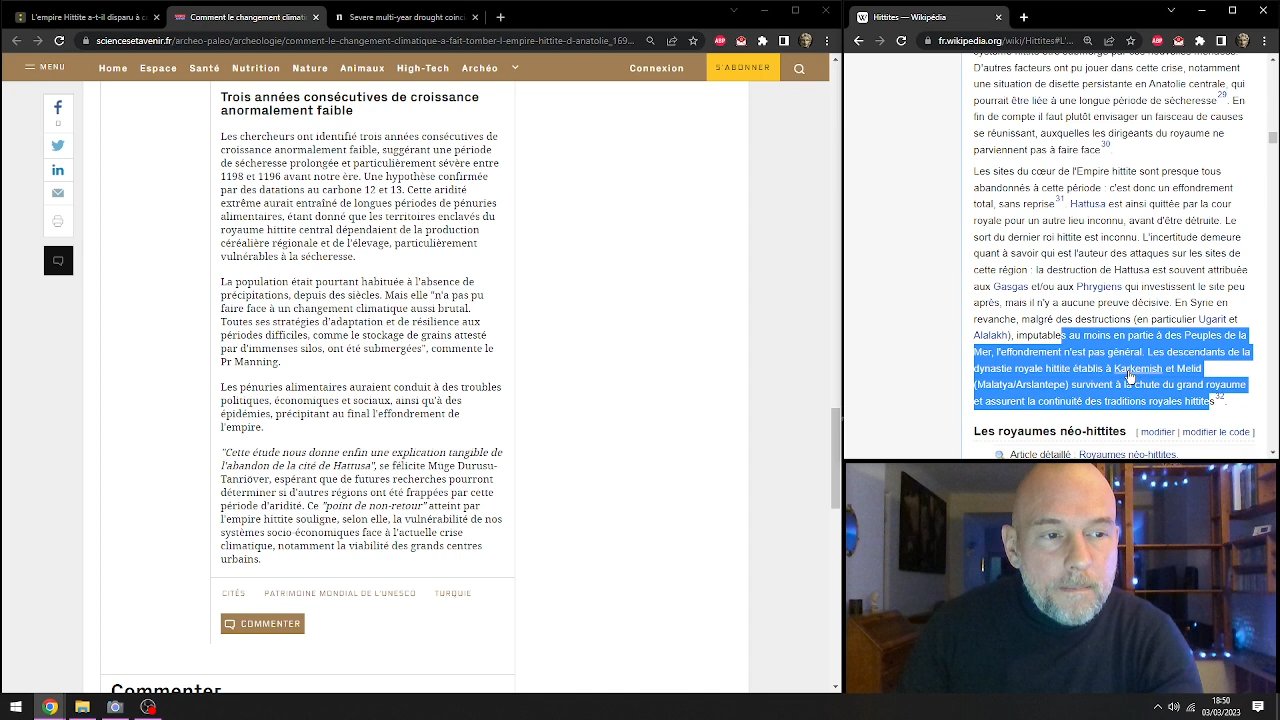 L'empire Hittite a-t-il disparu à c
Comment le changement climatiq
Severe multi-year drought coinci
Hittites — Wikipédia
sciencesetavenir.fr/archeo-paleo/archeologie/comment-le-changement-climatique-a-fait-tomber-l-empire-hittite-d-anatolie_169...
fr.wikipedia.org/wiki/Hittites#L'...
MENU
Home
Espace
Santé
Nutrition
Nature
Animaux
High-Tech
Archéo
Connexion
S'ABONNER
0
Trois années consécutives de croissance
anormalement faible
Les chercheurs ont identifié trois années consécutives de
croissance anormalement faible, suggérant une période
de sécheresse prolongée et particulièrement sévère entre
1198 et 1196 avant notre ère. Une hypothèse confirmée
par des datations au carbone 12 et 13. Cette aridité
extrême aurait entraîné de longues périodes de pénuries
alimentaires, étant donné que les territoires enclavés du
royaume hittite central dépendaient de la production
céréalière régionale et de l'élevage, particulièrement
vulnérables à la sécheresse.
La population était pourtant habituée à l'absence de
précipitations, depuis des siècles. Mais elle "n'a pas pu
faire face à un changement climatique aussi brutal.
Toutes ses stratégies d'adaptation et de résilience aux
périodes difficiles, comme le stockage de grains attesté
par d'immenses silos, ont été submergées", commente le
Pr Manning.
Les pénuries alimentaires auraient conduit à des troubles
politiques, économiques et sociaux, ainsi qu'à des
épidémies, précipitant au final l'effondrement de
l'empire.
"Cette étude nous donne enfin une explication tangible de
l'abandon de la cité de Hattusa", se félicite Muge Durusu-
Tanrıöver, espérant que de futures recherches pourront
déterminer si d'autres régions ont été frappées par cette
période d'aridité. Ce "point de non-retour" atteint par
l'empire hittite souligne, selon elle, la vulnérabilité de nos
systèmes socio-économiques face à l'actuelle crise
climatique, notamment la viabilité des grands centres
urbains.
CITÉS
PATRIMOINE MONDIAL DE L'UNESCO
TURQUIE
COMMENTER
Commenter
D'autres facteurs ont pu jouer dans cette crise, notamment
une situation de disette persistante en Anatolie centrale, qui
pourrait être liée à une longue période de sécheresse 29. En
fin de compte il faut plutôt envisager un faisceau de causes
se réunissant, auxquelles les dirigeants du royaume ne
parviennent pas à faire face 30
Les sites du cœur de l'Empire hittite sont presque tous
abandonnés à cette période : c'est donc un effondrement
total, sans reprise 31. Hattusa est ainsi quittée par la cour
royale pour un autre lieu inconnu, avant d'être détruite. Le
sort du dernier roi hittite est inconnu. L'incertitude demeure
quant à savoir qui est l'auteur des attaques sur les sites de
cette région : la destruction de Hattusa est souvent attribuée
aux Gasgas et/ou aux Phrygiens qui investissent le site peu
après, mais il n'y a aucune preuve décisive. En Syrie en
revanche, malgré des destructions (en particulier Ugarit et
Alalakh), imputables au moins en partie à des Peuples de la
Mer, l'effondrement n'est pas général. Les descendants de la
dynastie royale hittite établis à Karkemish et Melid
(Malatya/Arslantepe) survivent à la chute du grand royaume
et assurent la continuité des traditions royales hittites 32.
Les royaumes néo-hittites [ modifier | modifier le code ]
Article détaillé : Royaumes néo-hittites.
18:50
03/03/2023